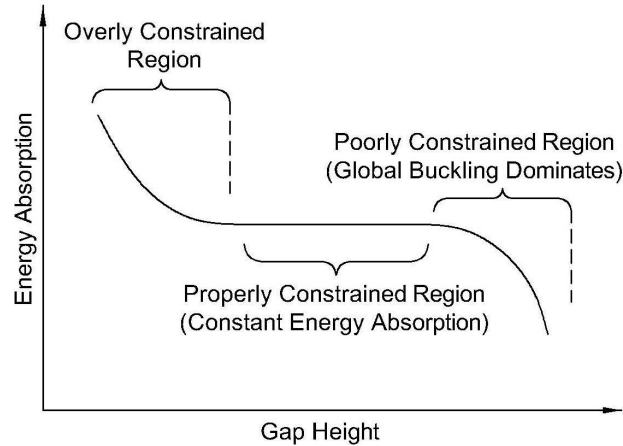 Overly Constrained
Region
Poorly Constrained Region
(Global Buckling Dominates)
Energy Absorption
Properly Constrained Region
(Constant Energy Absorption)
Gap Height